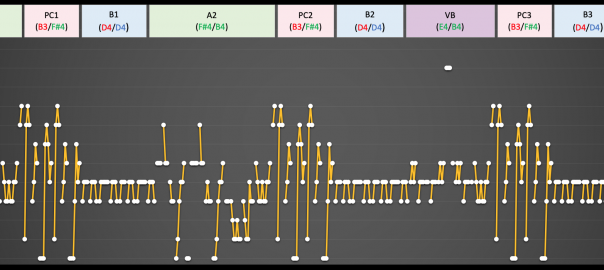 PC1
(B3/F#4)
B1
(D4/D4)
A2
(F#4/B4)
PC2
(B3/F#4)
B2
(D4/D4)
VB
(E4/B4)
PC3
(B3/F#4)
B3
(D4/D4)